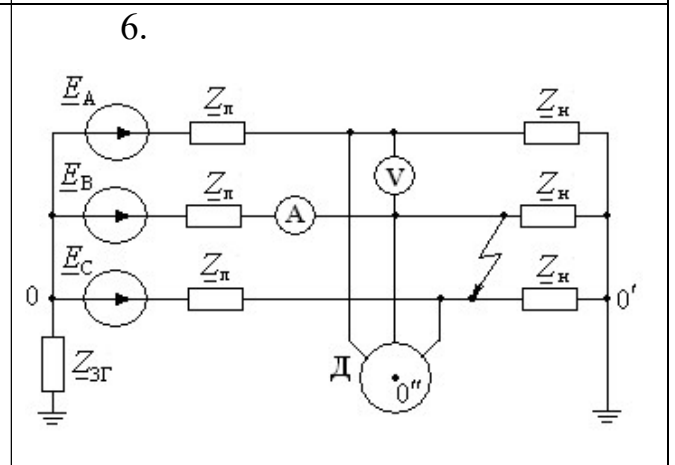 6.
E_A Z_л Z_н
E_B Z_л A V Z_н
E_C Z_л Z_н
0 0′
Z_ЗГ Д 0″